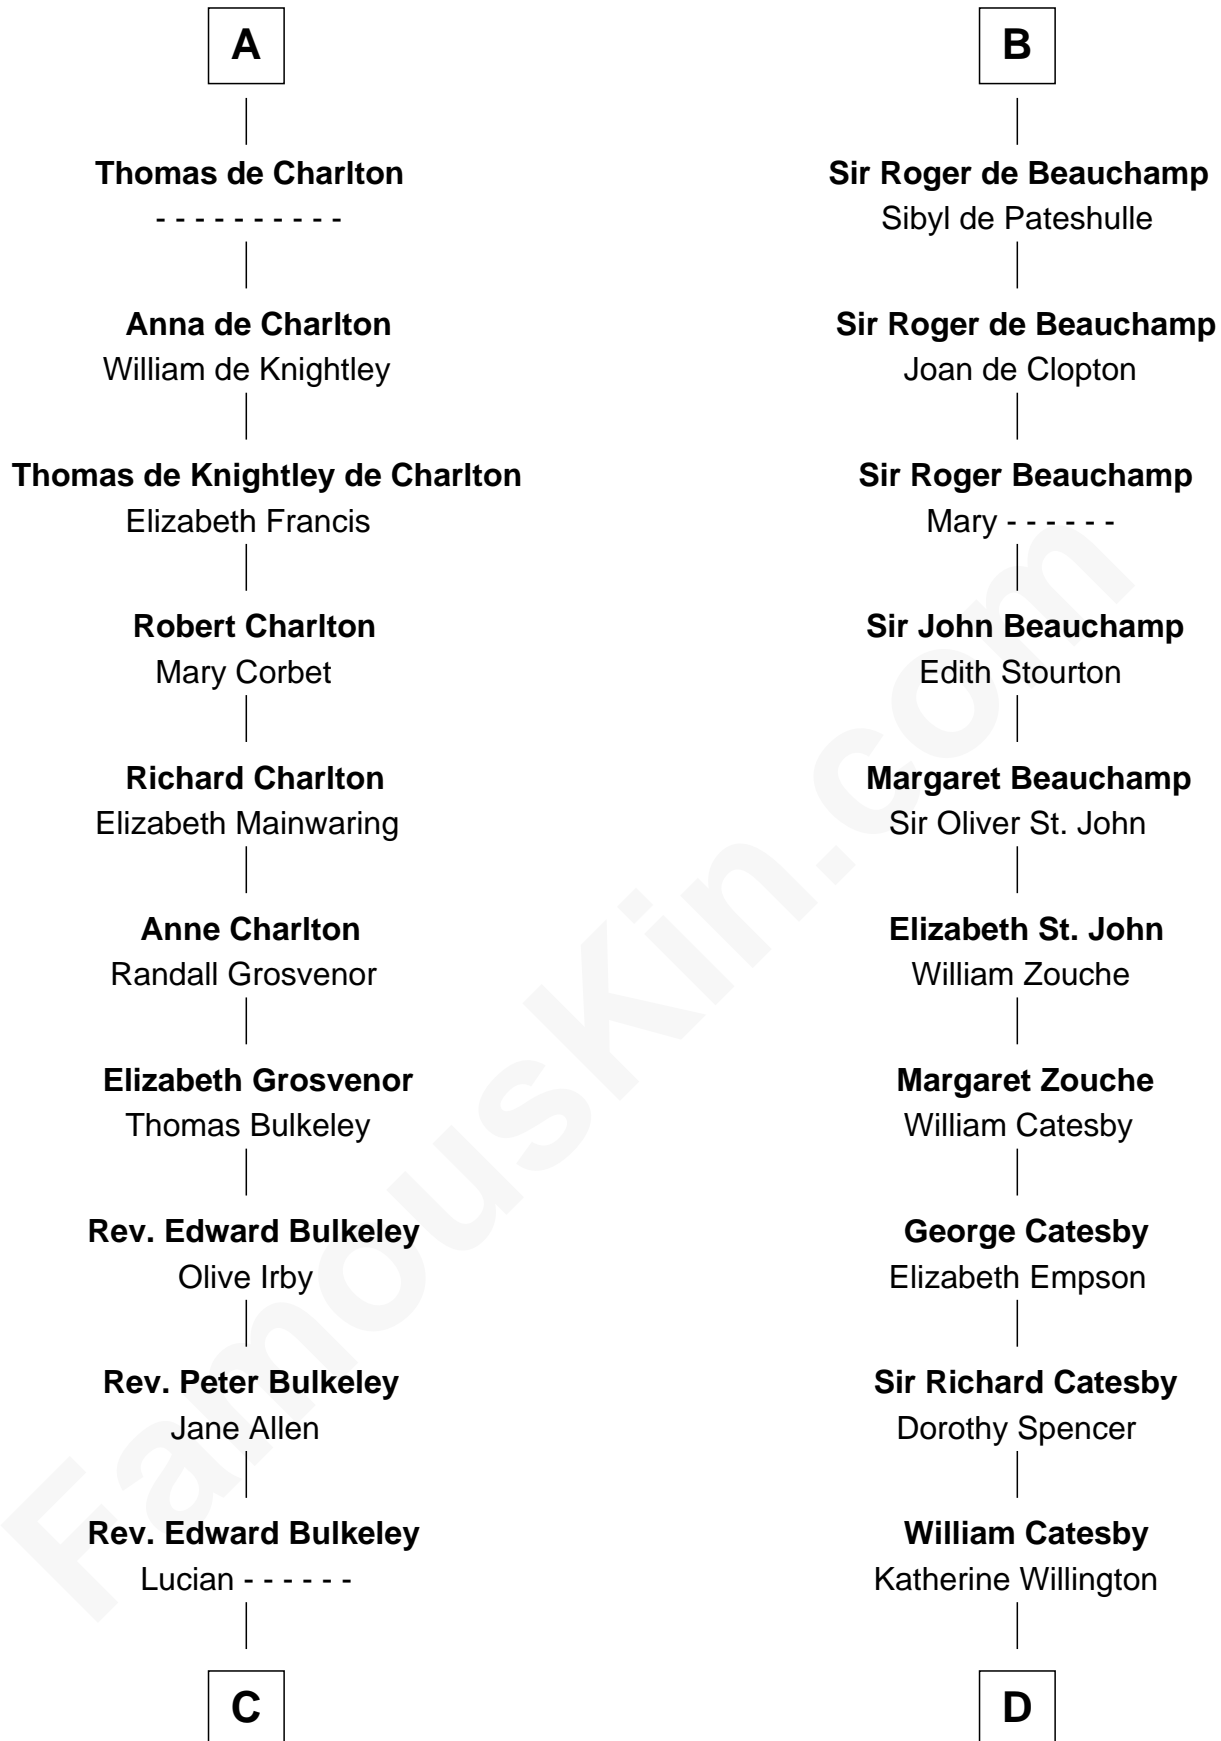 A
Thomas de Charlton
- - - - - - - - - -
Anna de Charlton
William de Knightley
Thomas de Knightley de Charlton
Elizabeth Francis
Robert Charlton
Mary Corbet
Richard Charlton
Elizabeth Mainwaring
Anne Charlton
Randall Grosvenor
Elizabeth Grosvenor
Thomas Bulkeley
Rev. Edward Bulkeley
Olive Irby
Rev. Peter Bulkeley
Jane Allen
Rev. Edward Bulkeley
Lucian - - - - - -
C
B
Sir Roger de Beauchamp
Sibyl de Pateshulle
Sir Roger de Beauchamp
Joan de Clopton
Sir Roger Beauchamp
Mary - - - - - -
Sir John Beauchamp
Edith Stourton
Margaret Beauchamp
Sir Oliver St. John
Elizabeth St. John
William Zouche
Margaret Zouche
William Catesby
George Catesby
Elizabeth Empson
Sir Richard Catesby
Dorothy Spencer
William Catesby
Katherine Willington
D
FamousKin.com